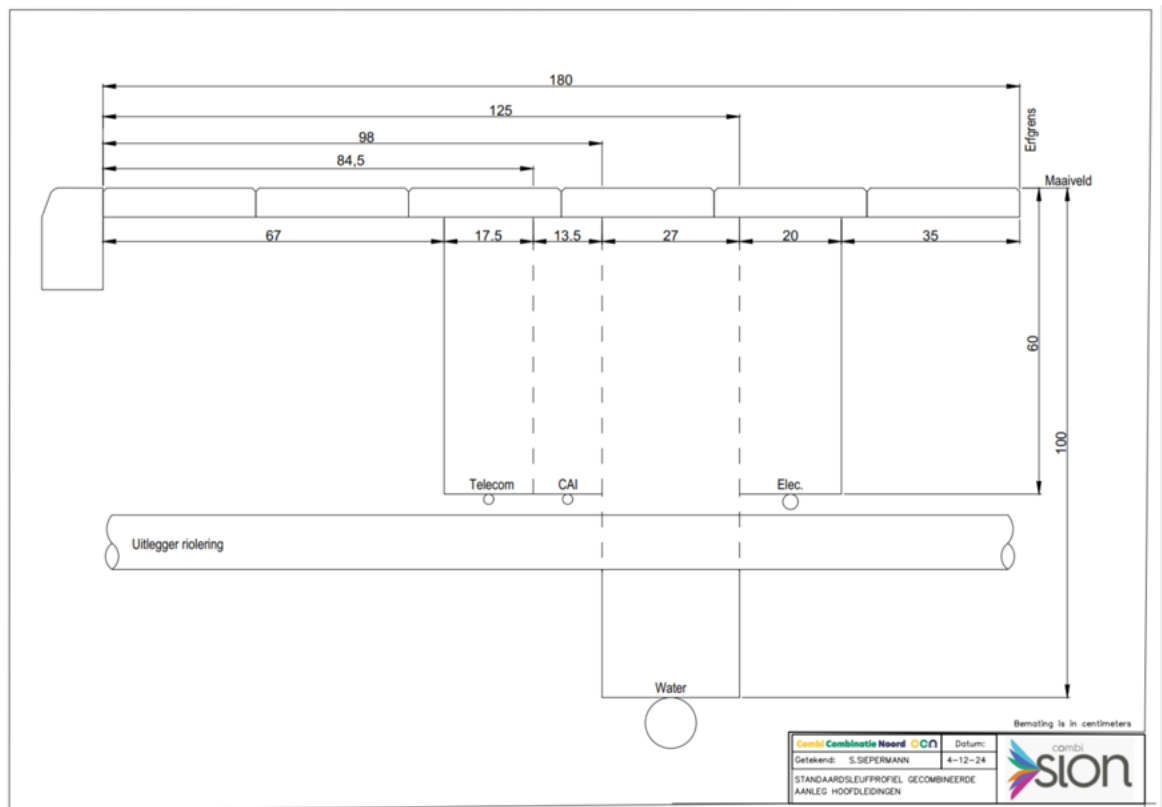 180
125
98
84,5
Erfgrens
Maaiveld
67
17.5
13.5
27
20
35
60
100
Telecom
CAI
Elec.
Uitlegger riolering
Water
Bemating is in centimeters
Combi Combinatie Noord CCN
Datum:
Getekend: S.SIEPERMANN
4-12-24
STANDAARDSLEUFPROFIEL GECOMBINEERDE
AANLEG HOOFDLEIDINGEN
combi
sion